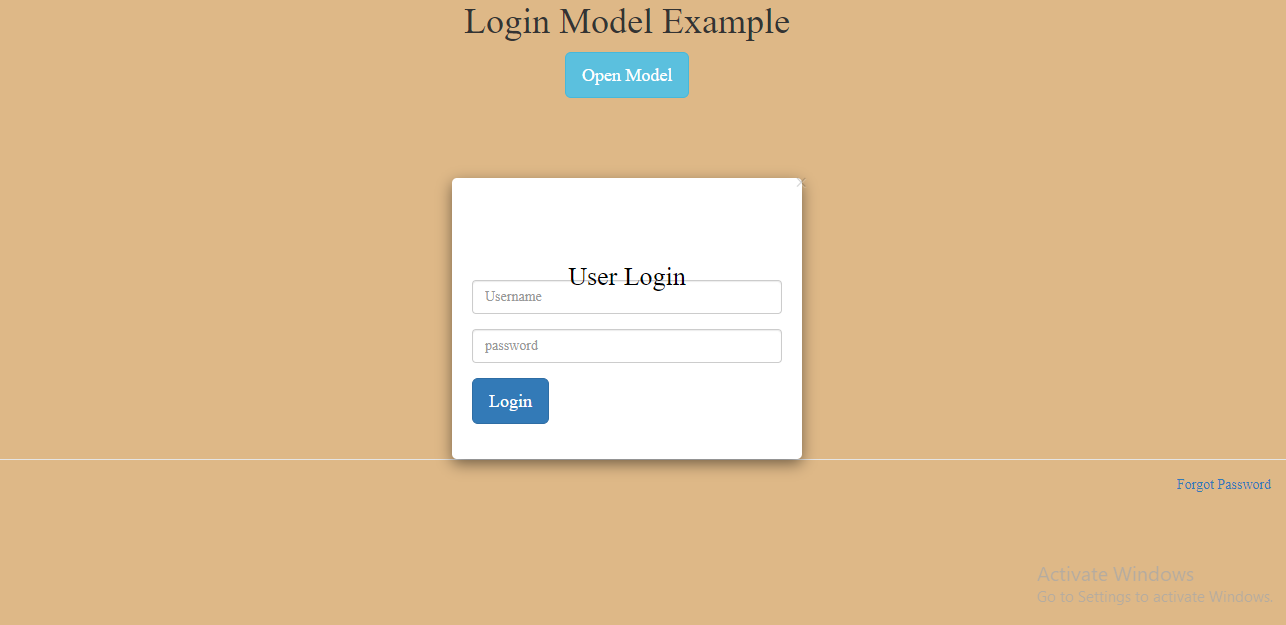 Login Model Example
Open Model
×
User Login
Username
password
Login
Forgot Password
Activate Windows
Go to Settings to activate Windows.